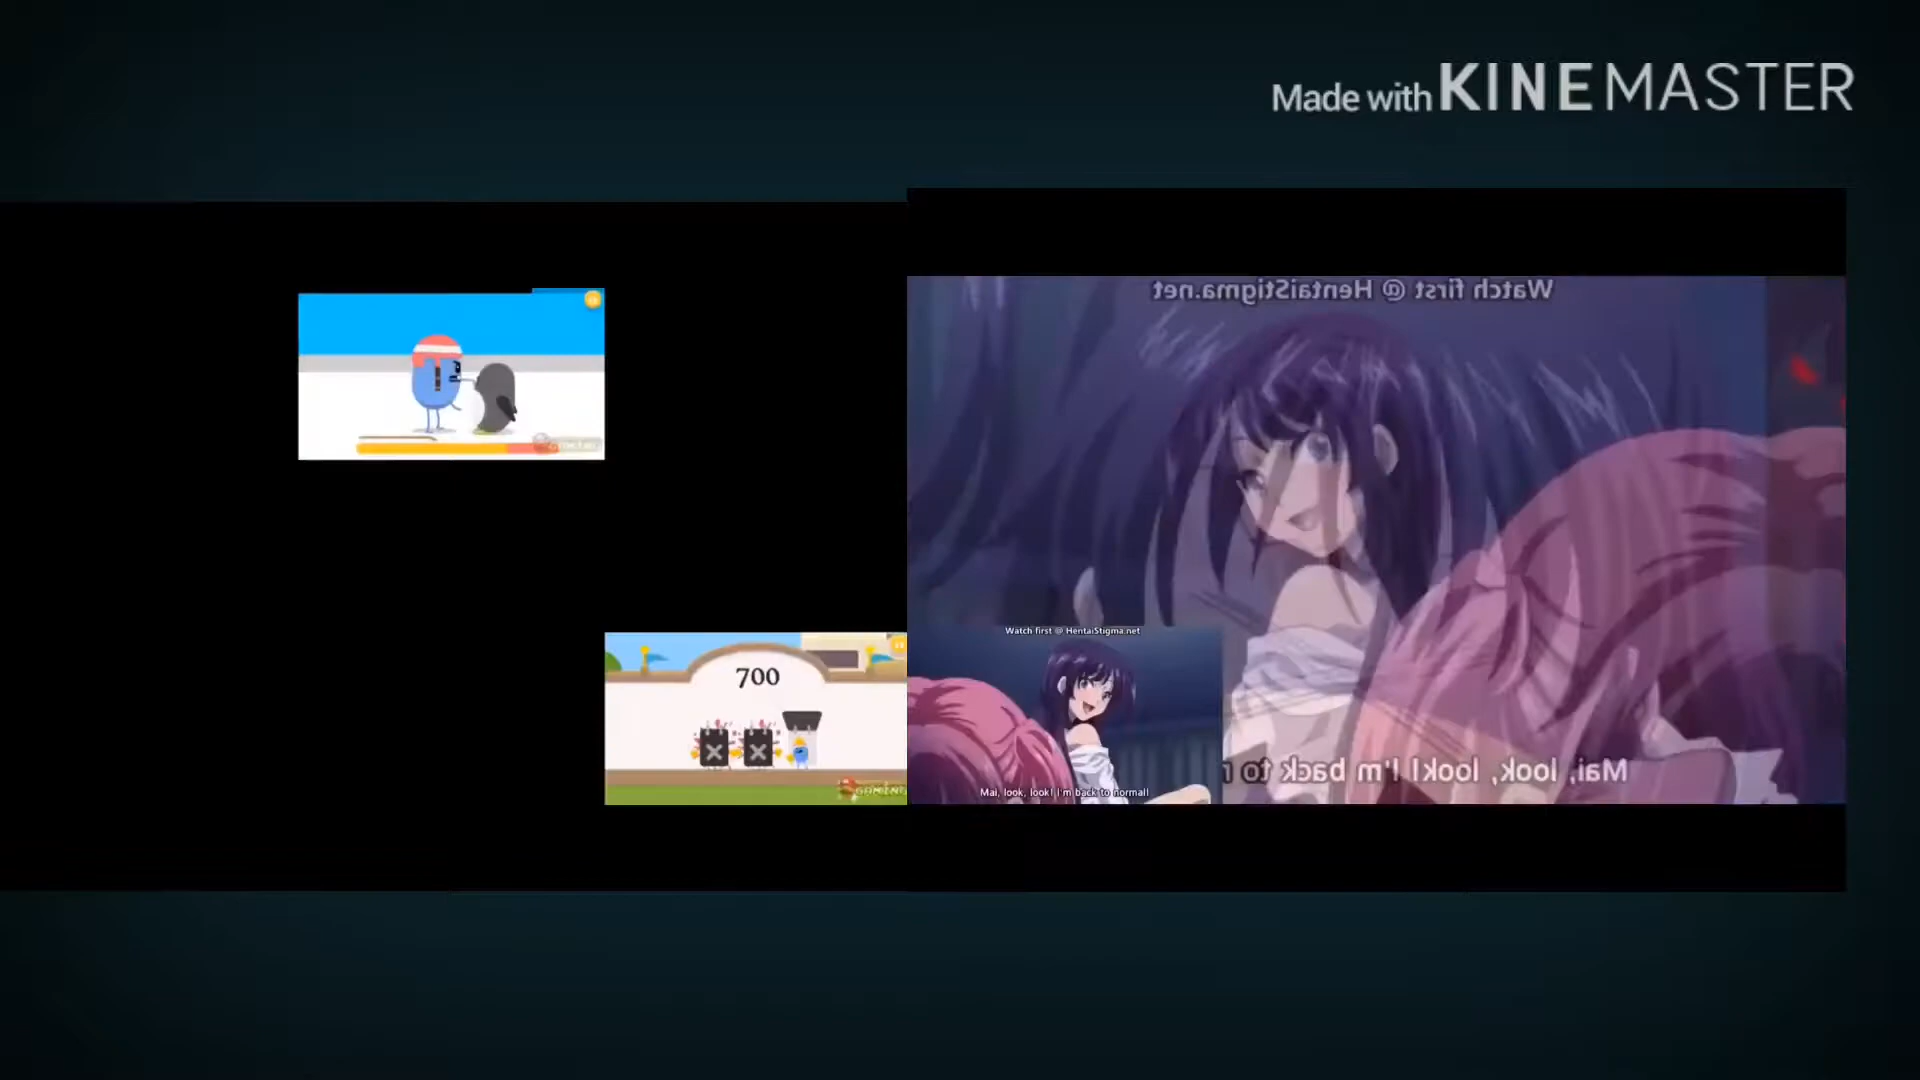 Made with KINEMASTER
Watch first @ HentaiStigma.net
700
Watch first @ HentaiStigma.net
Mai, look, look! I'm back to
Mai, look, look! I'm back to normal!